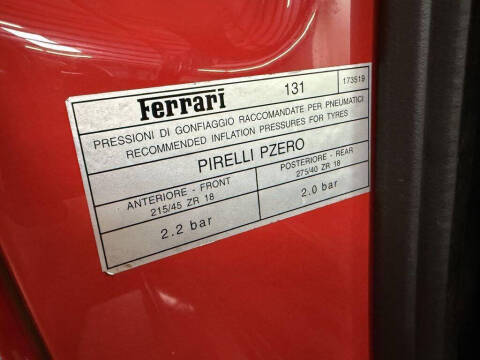 Ferrari 131 173519
PRESSIONI DI GONFIAGGIO RACCOMANDATE PER PNEUMATICI
RECOMMENDED INFLATION PRESSURES FOR TYRES
PIRELLI PZERO
ANTERIORE - FRONT POSTERIORE - REAR
215/45 ZR 18 275/40 ZR 18
2.2 bar 2.0 bar